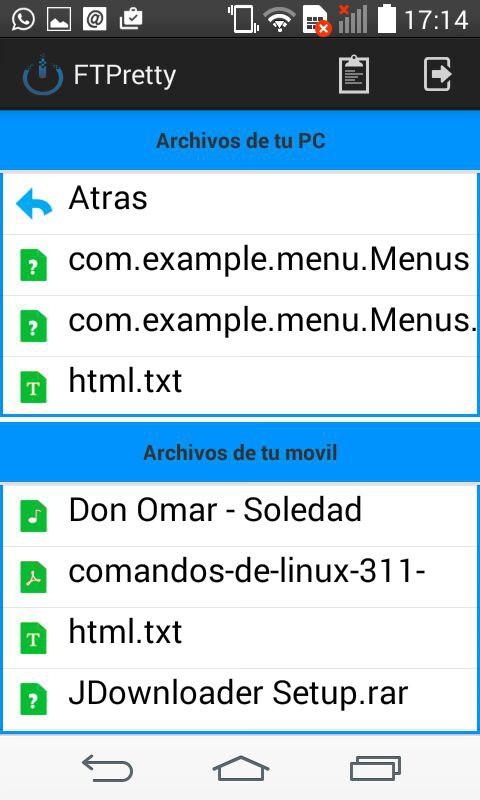 17:14
FTPretty
Archivos de tu PC
Atras
com.example.menu.Menus
com.example.menu.Menus.
html.txt
Archivos de tu movil
Don Omar - Soledad
comandos-de-linux-311-
html.txt
JDownloader Setup.rar